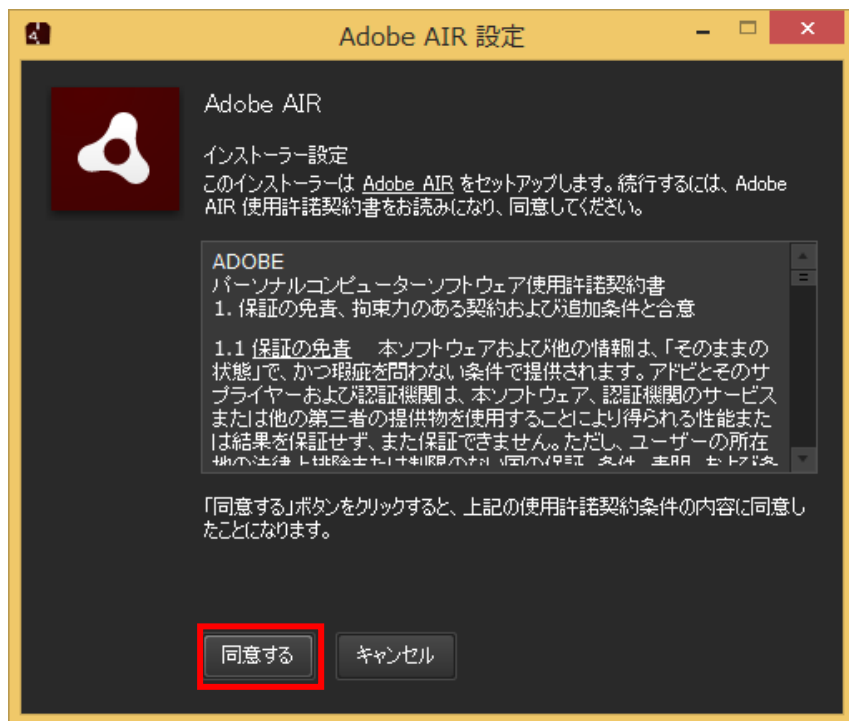 Adobe AIR 設定
Adobe AIR
インストーラー設定
このインストーラーは Adobe AIR をセットアップします。続行するには、Adobe
AIR 使用許諾契約書をお読みになり、同意してください。
ADOBE
パーソナルコンピューターソフトウェア使用許諾契約書
1. 保証の免責、拘束力のある契約および追加条件と合意
1.1 保証の免責　本ソフトウェアおよび他の情報は、「そのままの
状態」で、かつ瑕疵を問わない条件で提供されます。アドビとそのサ
プライヤーおよび認証機関は、本ソフトウェア、認証機関のサービス
または他の第三者の提供物を使用することにより得られる性能また
は結果を保証せず、また保証できません。ただし、ユーザーの所在
「同意する」ボタンをクリックすると、上記の使用許諾契約条件の内容に同意し
たことになります。
同意する
キャンセル